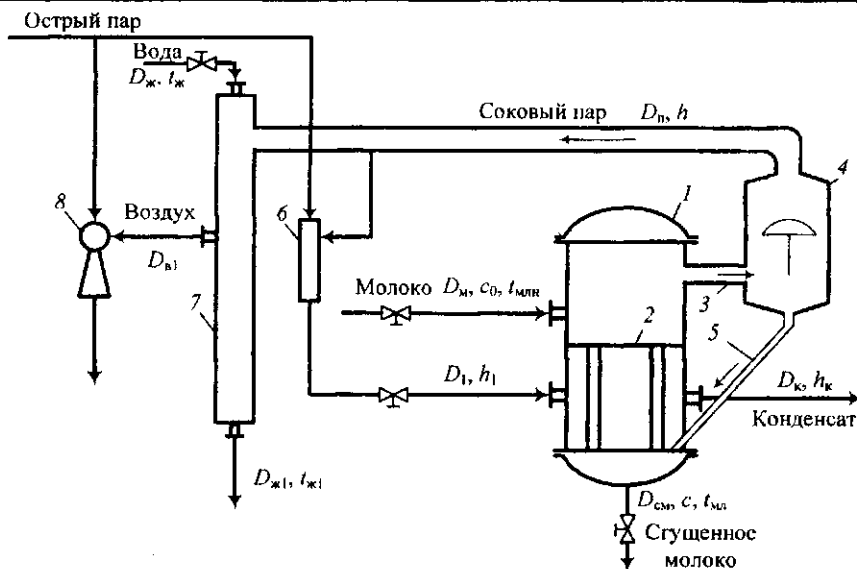 Острый пар
Вода
Dж, tж
Соковый пар Dп, h
4
1
8
Воздух
6
Dв1
Молоко Dм, c0, tмлн
2
3
7
5
D1, h1
Dк, hк
Конденсат
Dж1, tж1
Dсм, c, tмл
Сгущенное
молоко